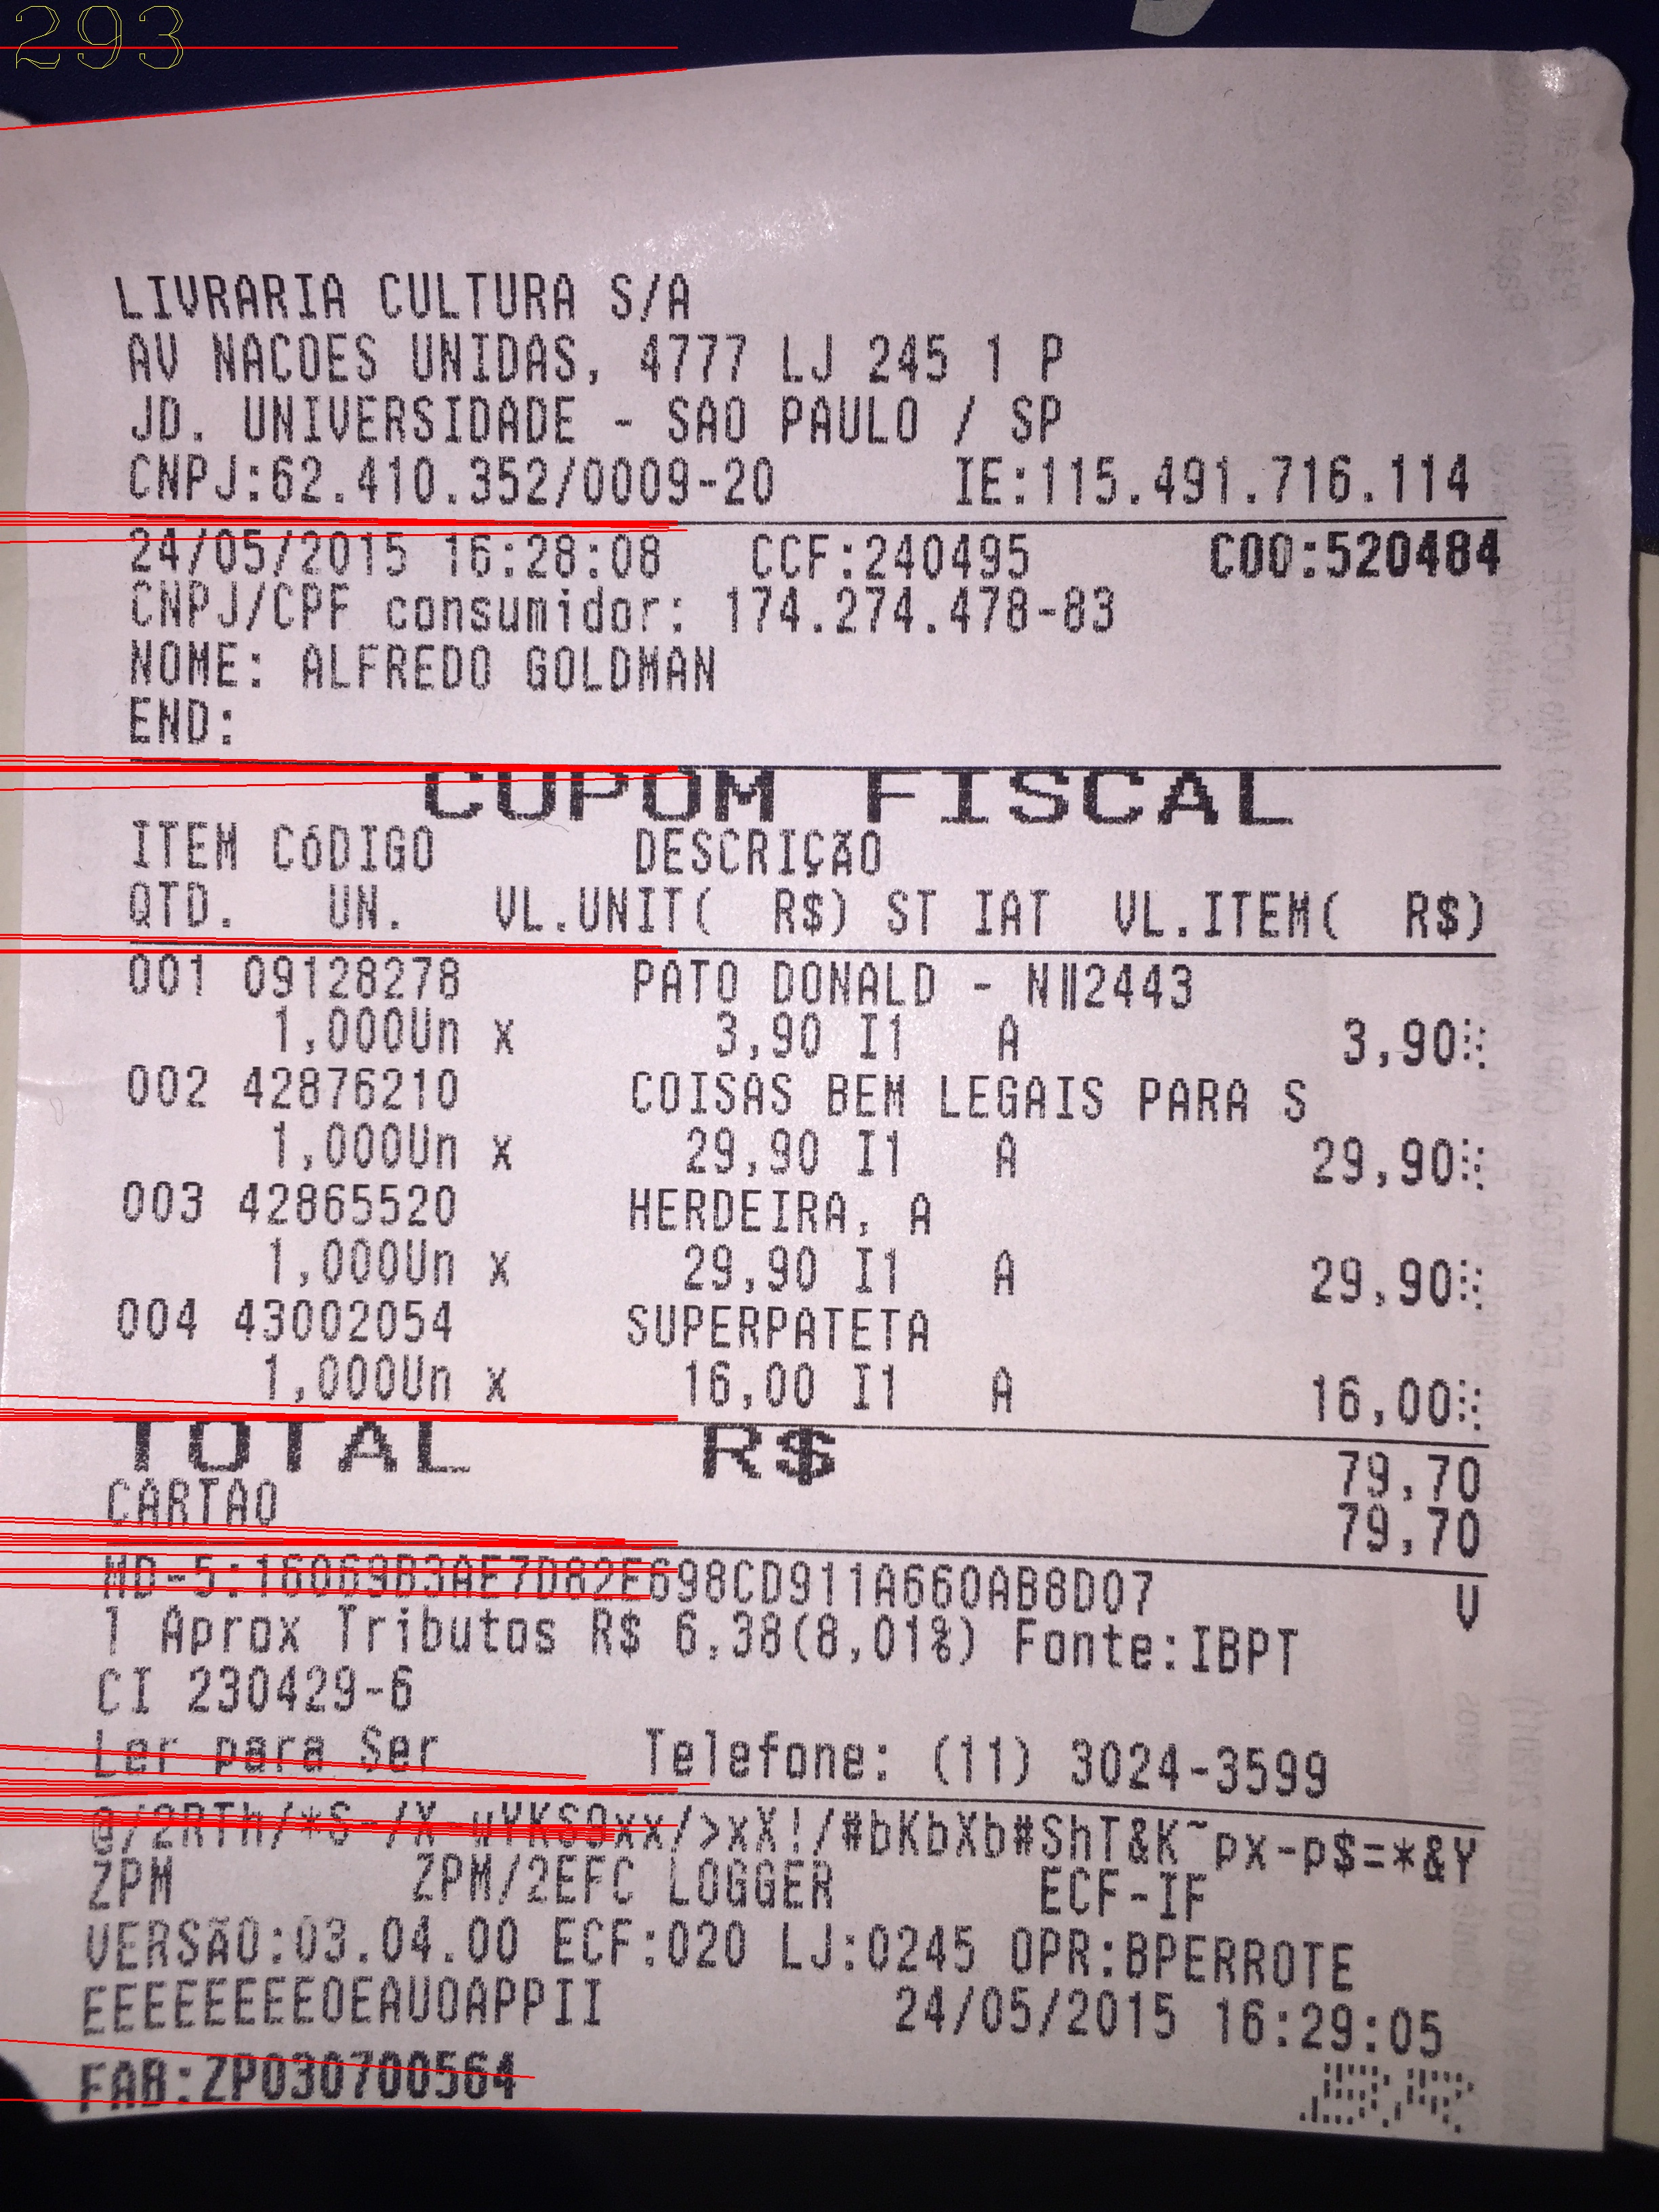 293
LIVRARIA CULTURA S/A
AV NACOES UNIDAS, 4777 LJ 245 1 P
JD. UNIVERSIDADE - SAO PAULO / SP
CNPJ:62.410.352/0009-20 IE:115.491.716.114
24/05/2015 16:28:08 CCF:240495 COO:520484
CNPJ/CPF consumidor: 174.274.478-83
NOME: ALFREDO GOLDMAN
END:
CUPOM FISCAL
ITEM CóDIGO DESCRIÇÃO
QTD. UN. VL.UNIT( R$) ST IAT VL.ITEM( R$)
001 09128278 PATO DONALD - N‖2443
1,000Un x 3,90 I1 A 3,90
002 42876210 COISAS BEM LEGAIS PARA S
1,000Un x 29,90 I1 A 29,90
003 42865520 HERDEIRA, A
1,000Un x 29,90 I1 A 29,90
004 43002054 SUPERPATETA
1,000Un x 16,00 I1 A 16,00
TOTAL R$ 79,70
CARTAO 79,70
MD-5:16069B3AE7D82E698CD911A660AB8D07 V
1 Aprox Tributos R$ 6,38(8,01%) Fonte:IBPT
CI 230429-6
Ler para Ser Telefone: (11) 3024-3599
@/2RTh/*S-/X-wYKS9xx/>xX!/#bKbXb#ShT&K~px-p$=*&Y
ZPM ZPM/2EFC LOGGER ECF-IF
VERSÃO:03.04.00 ECF:020 LJ:0245 OPR:BPERROTE
EEEEEEEEOEAUOAPPII 24/05/2015 16:29:05
FAB:ZP030700564 BR